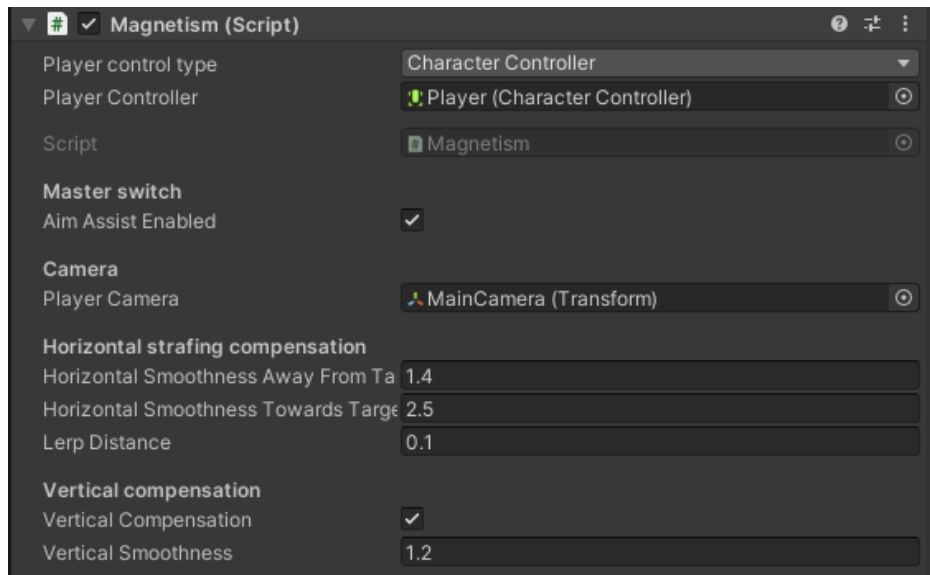 # Magnetism (Script)
Player control type Character Controller
Player Controller Player (Character Controller)
Script # Magnetism
Master switch
Aim Assist Enabled
Camera
Player Camera MainCamera (Transform)
Horizontal strafing compensation
Horizontal Smoothness Away From Ta 1.4
Horizontal Smoothness Towards Targe 2.5
Lerp Distance 0.1
Vertical compensation
Vertical Compensation
Vertical Smoothness 1.2